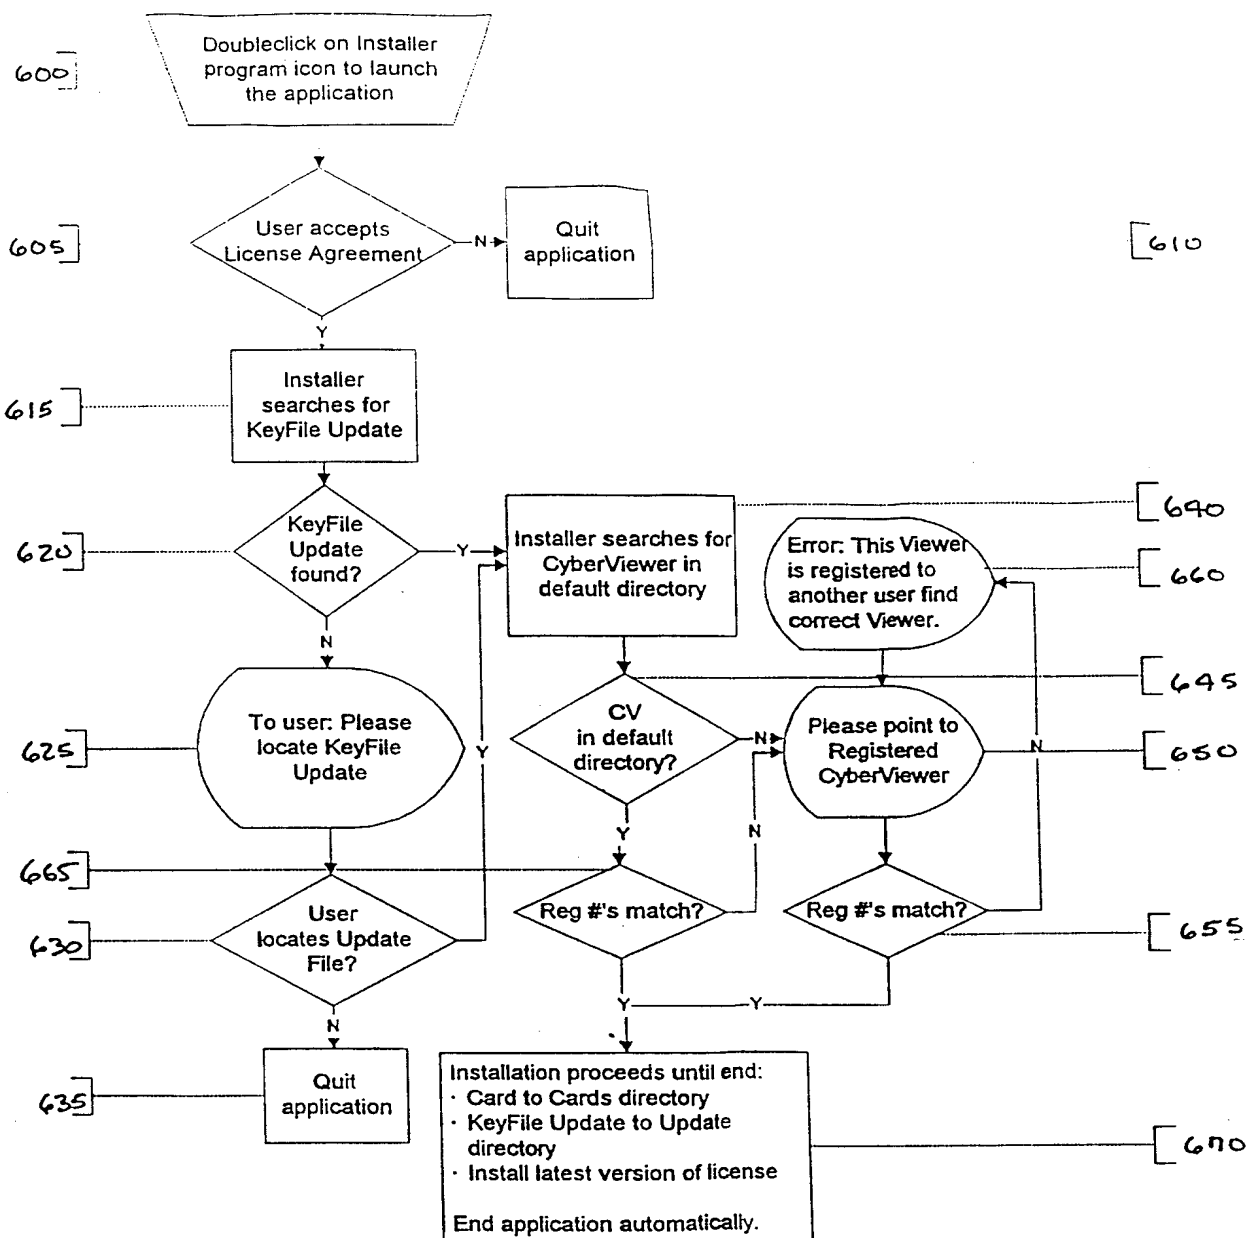 600
Doubleclick on Installer
program icon to launch
the application
605
User accepts
License Agreement
N
Quit
application
610
Y
615
Installer
searches for
KeyFile Update
620
KeyFile
Update
found?
Y
Installer searches for
CyberViewer in
default directory
640
Error: This Viewer
is registered to
another user find
correct Viewer.
660
N
645
625
To user: Please
locate KeyFile
Update
Y
CV
in default
directory?
N
Please point to
Registered
CyberViewer
N
650
Y
N
665
630
User
locates Update
File?
Reg #'s match?
Reg #'s match?
655
N
Y
Y
635
Quit
application
Installation proceeds until end:
· Card to Cards directory
· KeyFile Update to Update
directory
· Install latest version of license
End application automatically.
670